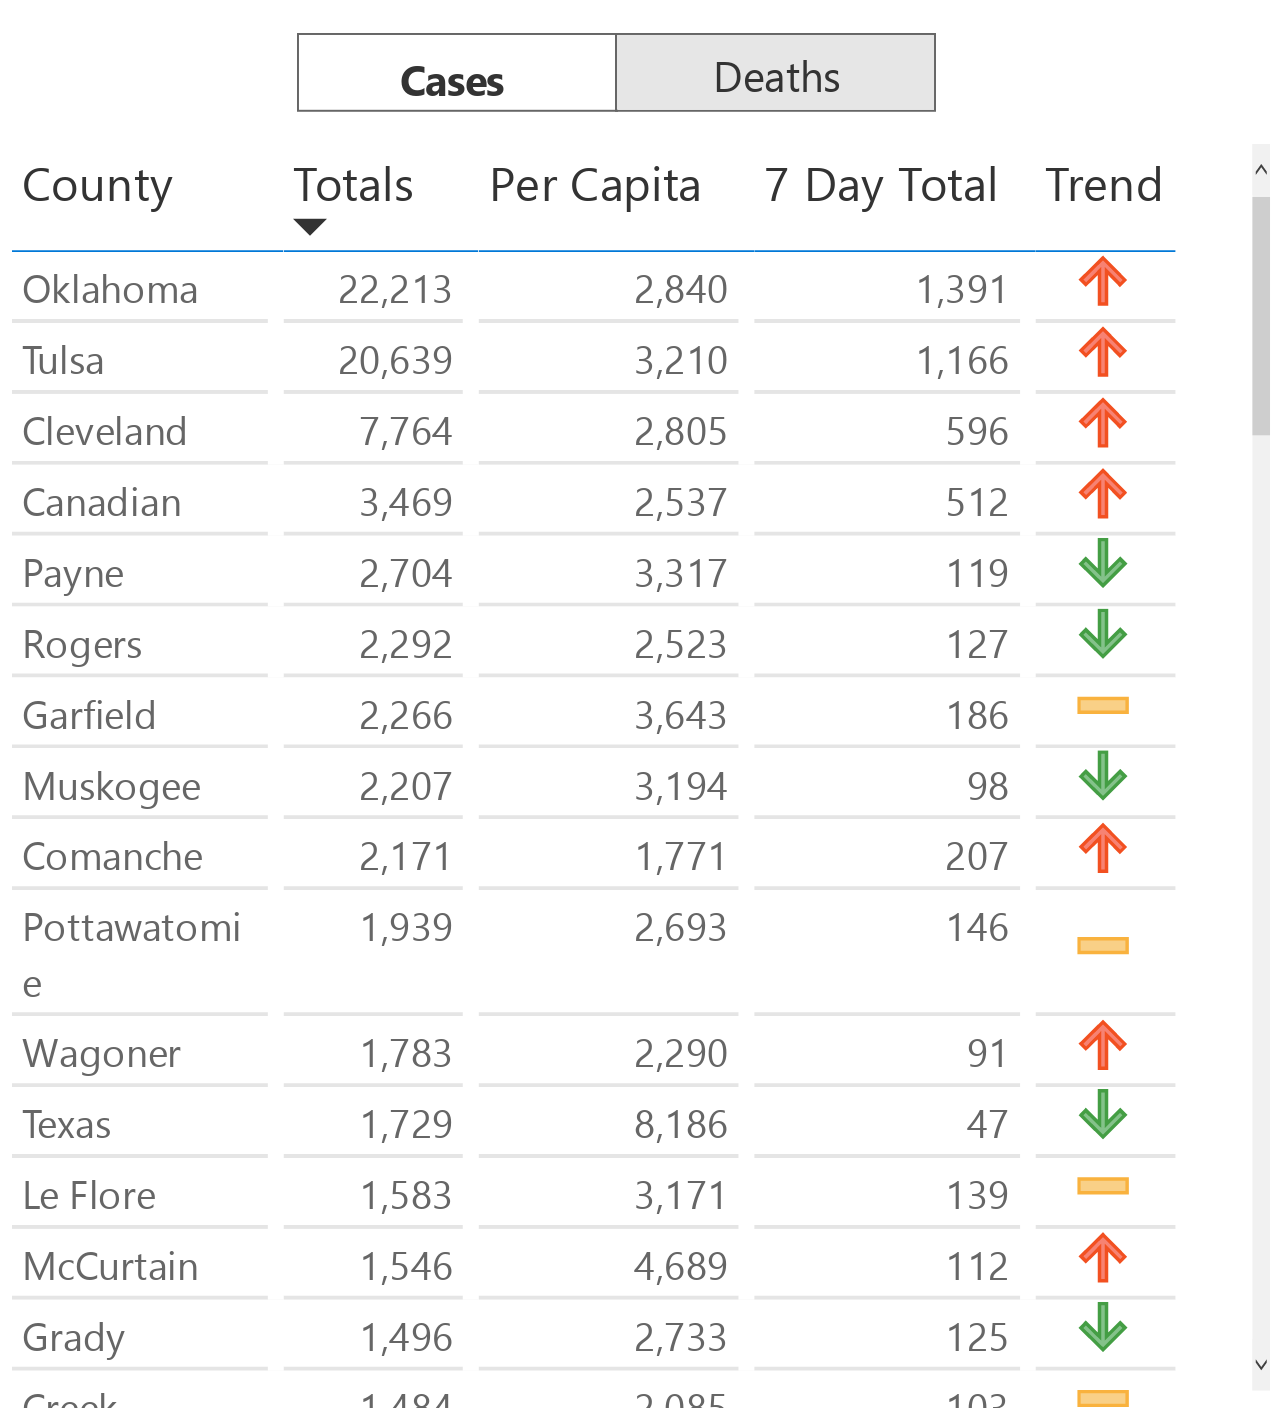 Cases Deaths
County Totals Per Capita 7 Day Total Trend
Oklahoma 22,213 2,840 1,391
Tulsa 20,639 3,210 1,166
Cleveland 7,764 2,805 596
Canadian 3,469 2,537 512
Payne 2,704 3,317 119
Rogers 2,292 2,523 127
Garfield 2,266 3,643 186
Muskogee 2,207 3,194 98
Comanche 2,171 1,771 207
Pottawatomi 1,939 2,693 146
e
Wagoner 1,783 2,290 91
Texas 1,729 8,186 47
Le Flore 1,583 3,171 139
McCurtain 1,546 4,689 112
Grady 1,496 2,733 125
Creek 1,484 2,085 103